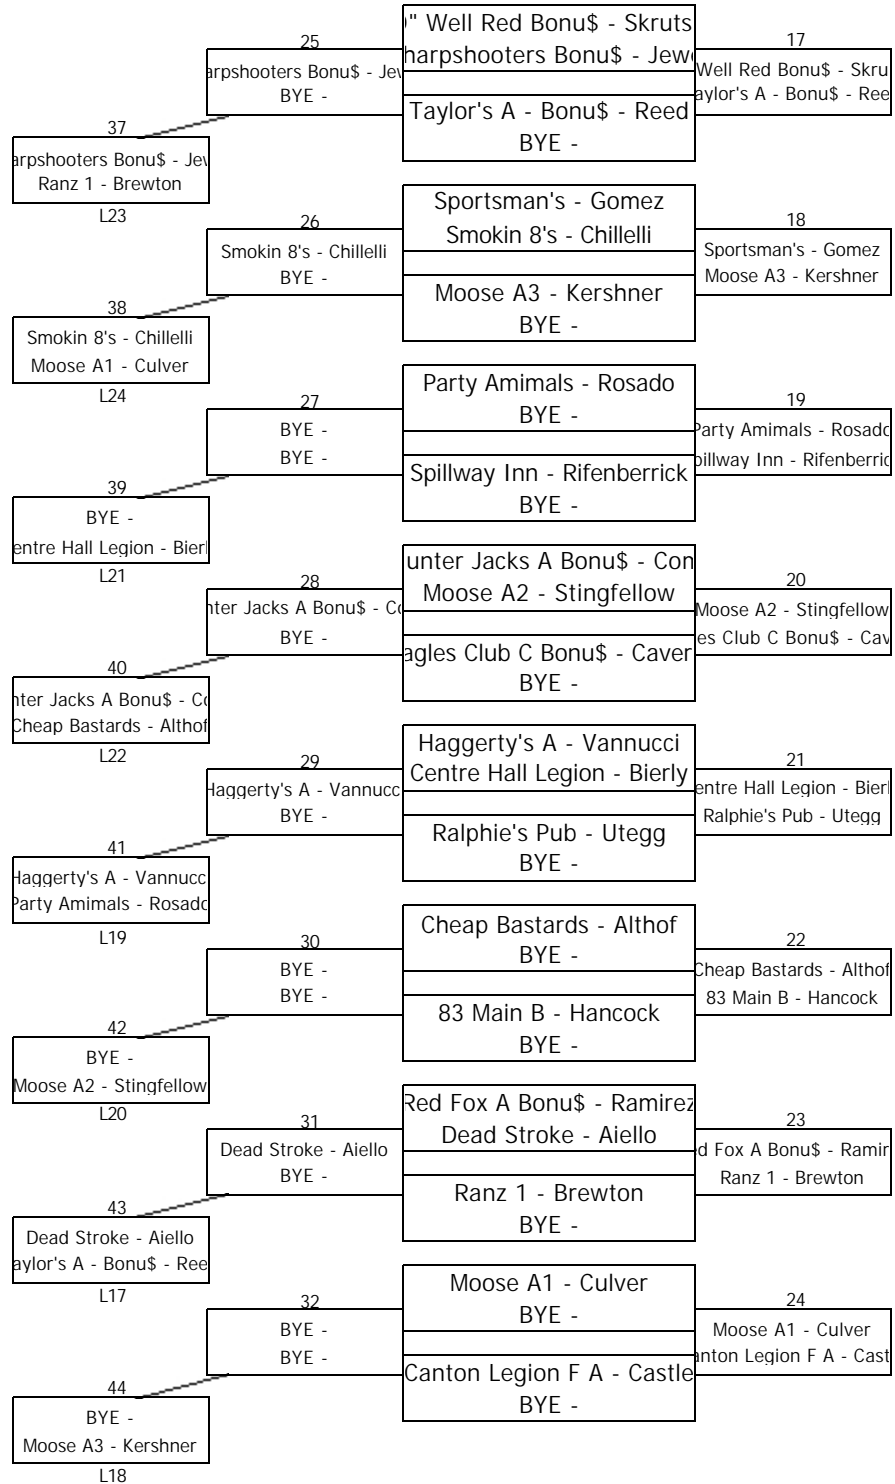 37
arpshooters Bonu$ - Jew
Ranz 1 - Brewton
L23
38
Smokin 8's - Chillelli
Moose A1 - Culver
L24
39
BYE -
entre Hall Legion - Bierl
L21
40
nter Jacks A Bonu$ - Co
Cheap Bastards - Althof
L22
41
Haggerty's A - Vannucc
Party Amimals - Rosado
L19
42
BYE -
Moose A2 - Stingfellow
L20
43
Dead Stroke - Aiello
aylor's A - Bonu$ - Ree
L17
44
BYE -
Moose A3 - Kershner
L18
25
arpshooters Bonu$ - Jew
BYE -
26
Smokin 8's - Chillelli
BYE -
27
BYE -
BYE -
28
nter Jacks A Bonu$ - Co
BYE -
29
Haggerty's A - Vannucc
BYE -
30
BYE -
BYE -
31
Dead Stroke - Aiello
BYE -
32
BYE -
BYE -
" Well Red Bonu$ - Skruts
harpshooters Bonu$ - Jewe
Taylor's A - Bonu$ - Reed
BYE -
Sportsman's - Gomez
Smokin 8's - Chillelli
Moose A3 - Kershner
BYE -
Party Amimals - Rosado
BYE -
Spillway Inn - Rifenberrick
BYE -
unter Jacks A Bonu$ - Con
Moose A2 - Stingfellow
agles Club C Bonu$ - Caver
BYE -
Haggerty's A - Vannucci
Centre Hall Legion - Bierly
Ralphie's Pub - Utegg
BYE -
Cheap Bastards - Althof
BYE -
83 Main B - Hancock
BYE -
Red Fox A Bonu$ - Ramirez
Dead Stroke - Aiello
Ranz 1 - Brewton
BYE -
Moose A1 - Culver
BYE -
Canton Legion F A - Castle
BYE -
17
Well Red Bonu$ - Skru
aylor's A - Bonu$ - Ree
18
Sportsman's - Gomez
Moose A3 - Kershner
19
Party Amimals - Rosado
pillway Inn - Rifenberric
20
Moose A2 - Stingfellow
es Club C Bonu$ - Cav
21
entre Hall Legion - Bierl
Ralphie's Pub - Utegg
22
Cheap Bastards - Althof
83 Main B - Hancock
23
d Fox A Bonu$ - Ramir
Ranz 1 - Brewton
24
Moose A1 - Culver
anton Legion F A - Cast